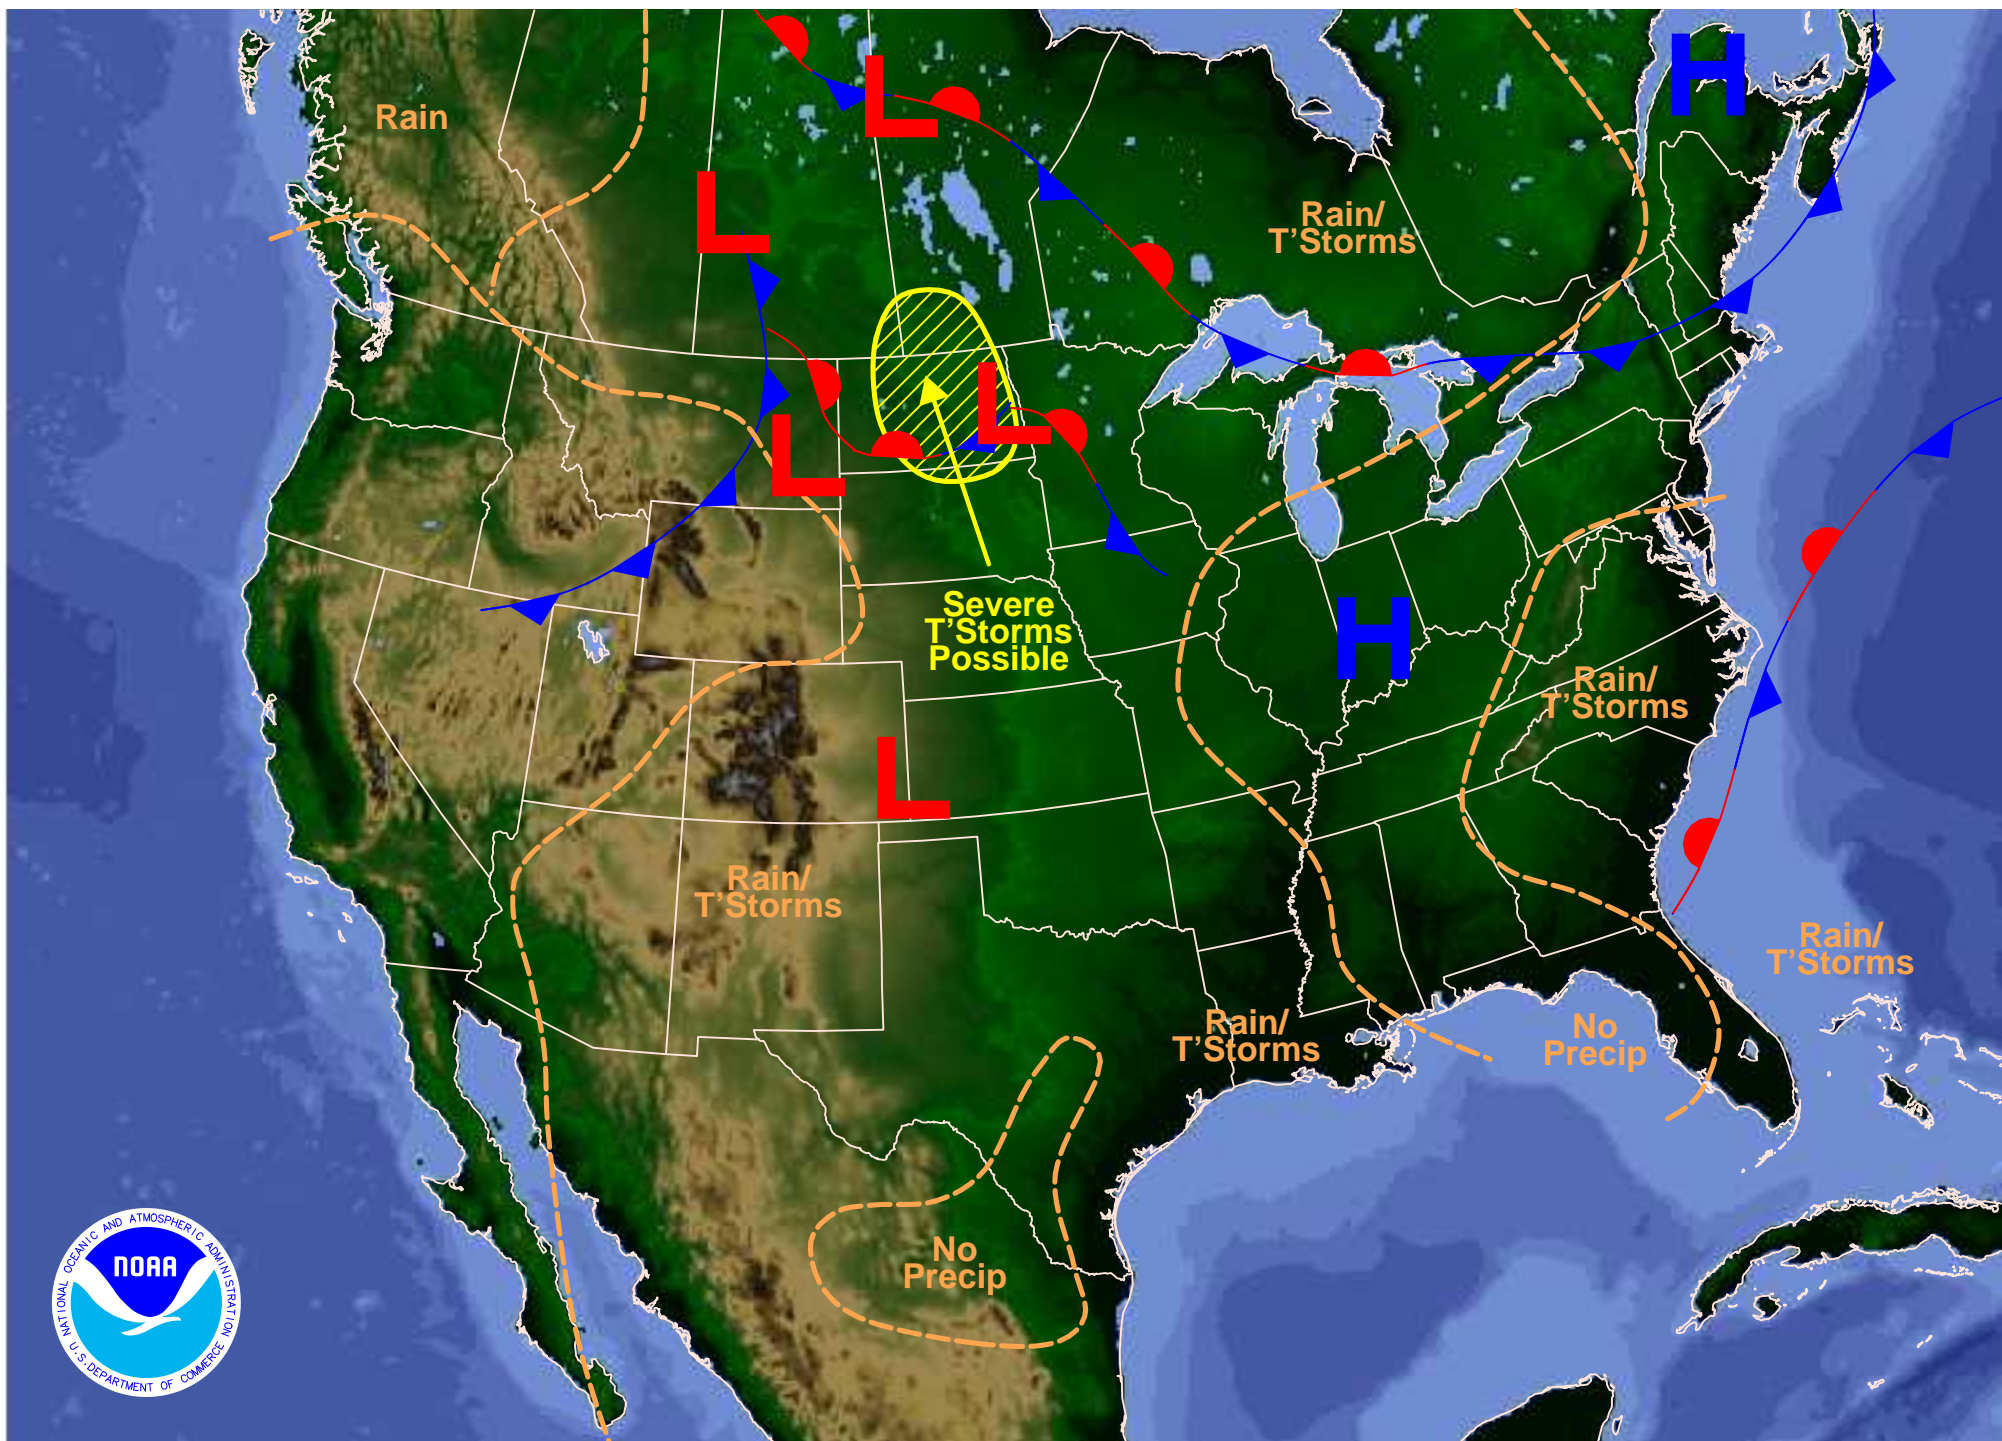 H
L
Rain
L
Rain/
T'Storms
L
L
Severe
T'Storms
Possible
H
Rain/
T'Storms
L
Rain/
T'Storms
Rain/
T'Storms
Rain/
T'Storms
No
Precip
No
Precip
NATIONAL OCEANIC AND ATMOSPHERIC ADMINISTRATION
NOAA
U.S. DEPARTMENT OF COMMERCE